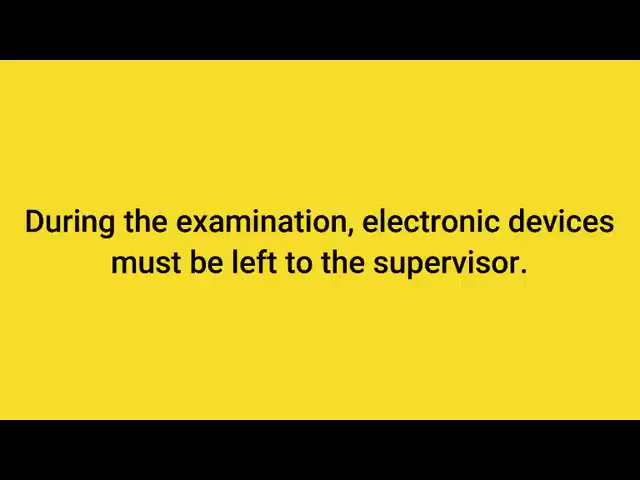 During the examination, electronic devices
must be left to the supervisor.